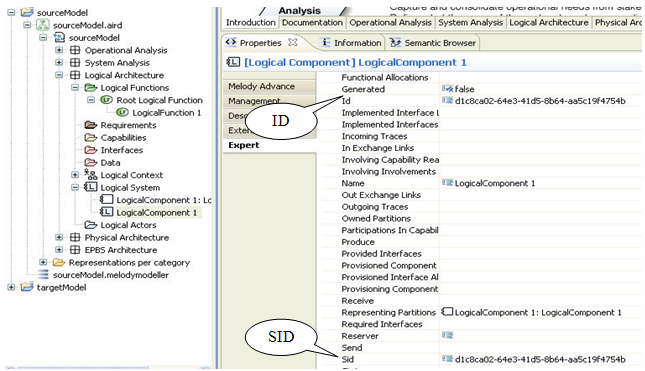 sourceModel
sourceModel.aird
sourceModel
Operational Analysis
System Analysis
Logical Architecture
Logical Functions
Root Logical Function
LogicalFunction 1
Requirements
Capabilities
Interfaces
Data
Logical Context
Logical System
LogicalComponent 1: Lc
LogicalComponent 1
Logical Actors
Physical Architecture
EPBS Architecture
Representations per category
sourceModel.melodymodeller
targetModel
Analysis
Capture and consolidate operational needs from
Introduction Documentation Operational Analysis System Analysis Logical Architecture Physical Arc
Properties Information Semantic Browser
[Logical Component] LogicalComponent 1
Melody Advance
Management
Expert
Functional Allocations
Generated false
Id d1c8ca02-64e3-41d5-8b64-aa5c19f4754b
Implemented Interface L
Implemented Interfaces
Incoming Traces
In Exchange Links
Involving Capability Rea
Involving Involvements
Name LogicalComponent 1
Out Exchange Links
Outgoing Traces
Owned Partitions
Participations In Capabil
Produce
Provided Interfaces
Provisioned Component
Provisioned Interface Al
Provisioning Component
Receive
Representing Partitions LogicalComponent 1: LogicalComponent 1
Required Interfaces
Reserver
Send
Sid d1c8ca02-64e3-41d5-8b64-aa5c19f4754b
ID
SID